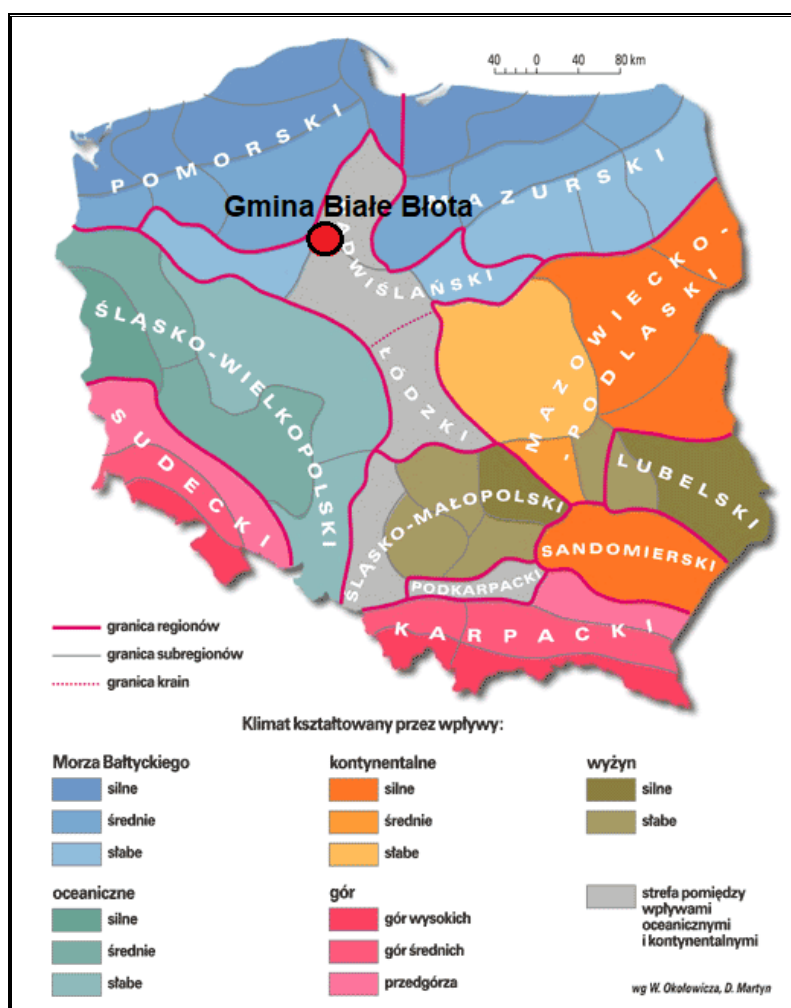 40 0 40 80 km
POMORSKI
MAZURSKI
Gmina Białe Błota
ADWIŚLAŃSKI
ŁÓDZKI
MAZOWIECKO-
-PODLASKI
ŚLĄSKO-WIELKOPOLSKI
SUDECKI
LUBELSKI
ŚLĄSKO-MAŁOPOLSKI
SANDOMIERSKI
PODKARPACKI
KARPACKI
granica regionów
granica subregionów
granica krain
Klimat kształtowany przez wpływy:
Morza Bałtyckiego
silne
średnie
słabe
kontynentalne
silne
średnie
słabe
wyżyn
silne
słabe
oceaniczne
silne
średnie
słabe
gór
gór wysokich
gór średnich
przedgórza
strefa pomiędzy
wpływami
oceanicznymi
i kontynentalnymi
wg W. Okołowicza, D. Martyn